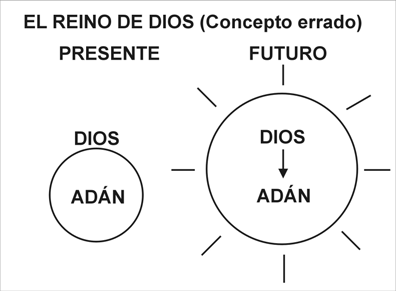 EL REINO DE DIOS (Concepto errado)
PRESENTE FUTURO
DIOS
ADÁN
DIOS
ADÁN